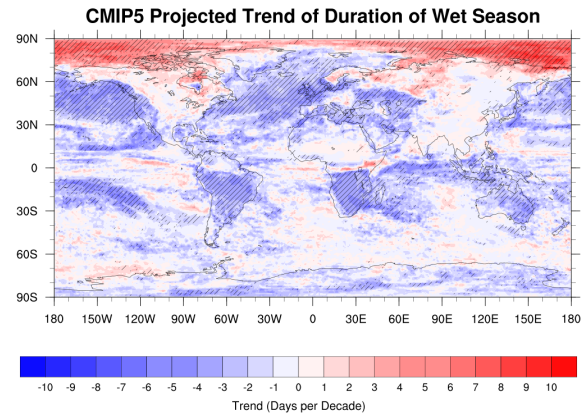 CMIP5 Projected Trend of Duration of Wet Season
90N
60N
30N
0
30S
60S
90S
180 150W 120W 90W 60W 30W 0 30E 60E 90E 120E 150E 180
-10 -9 -7 -6 -5 -4 -3 -2 -1 0 1 2 3 4 5 6 7 8 9 10
Trend (Days per Decade)